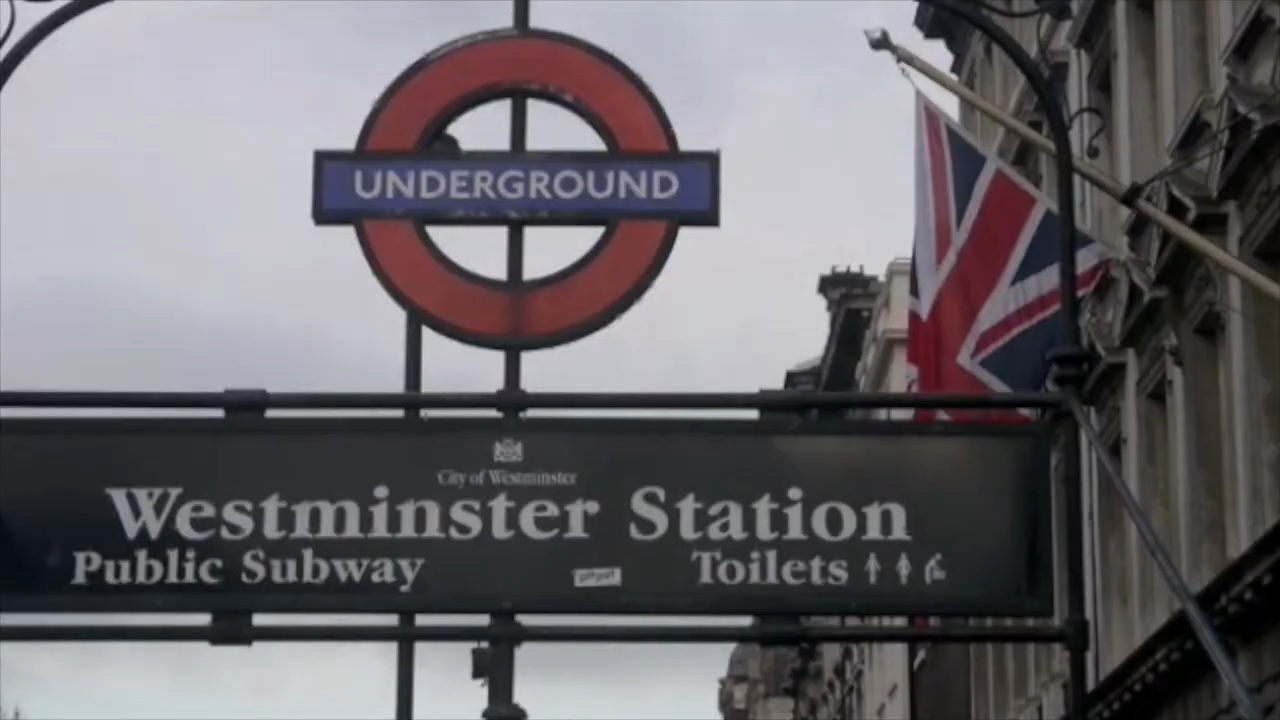 UNDERGROUND
City of Westminster
Westminster Station
Public Subway
Toilets